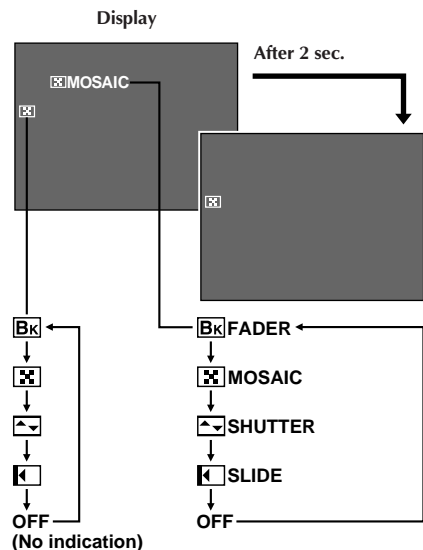 Display
After 2 sec.
MOSAIC
BK
BK FADER
MOSAIC
SHUTTER
SLIDE
OFF
(No indication)
OFF